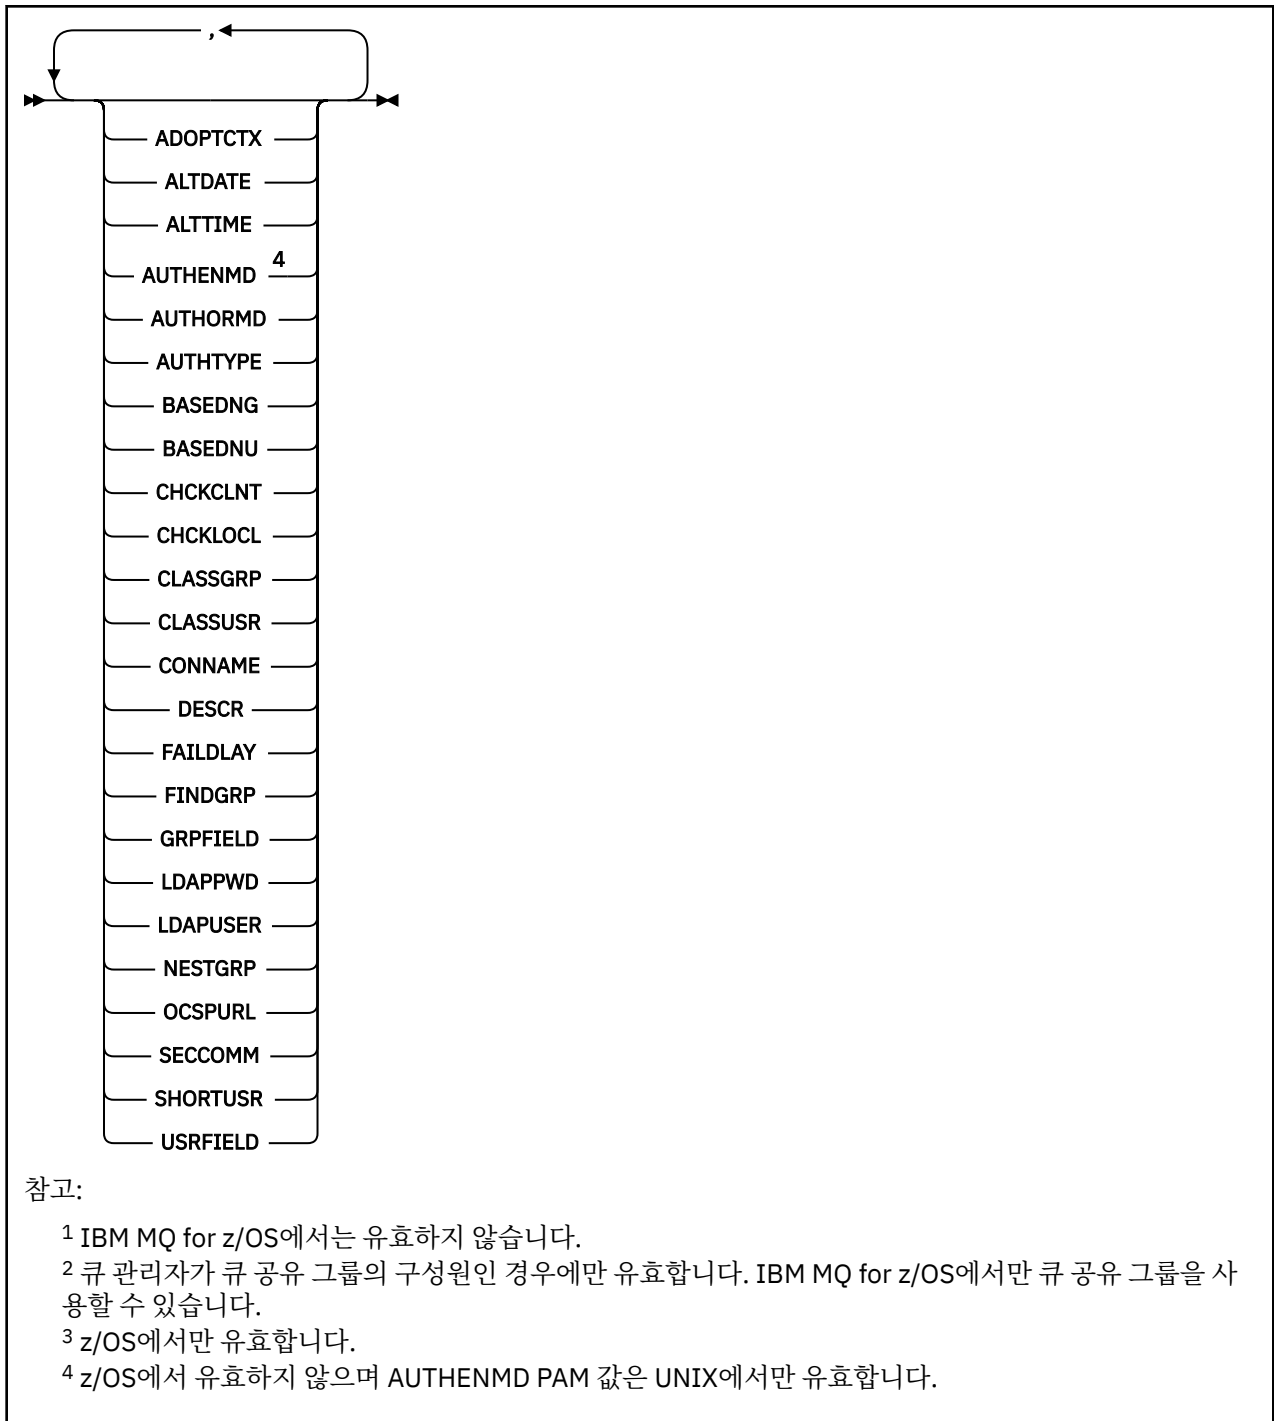 ,
ADOPTCTX
ALTDATE
ALTTIME
AUTHENMD 4
AUTHORMD
AUTHTYPE
BASEDNG
BASEDNU
CHCKCLNT
CHCKLOCL
CLASSGRP
CLASSUSR
CONNAME
DESCR
FAILDLAY
FINDGRP
GRPFIELD
LDAPPWD
LDAPUSER
NESTGRP
OCSPURL
SECCOMM
SHORTUSR
USRFIELD
참고:
1 IBM MQ for z/OS에서는 유효하지 않습니다.
2 큐 관리자가 큐 공유 그룹의 구성원인 경우에만 유효합니다. IBM MQ for z/OS에서만 큐 공유 그룹을 사
용할 수 있습니다.
3 z/OS에서만 유효합니다.
4 z/OS에서 유효하지 않으며 AUTHENMD PAM 값은 UNIX에서만 유효합니다.